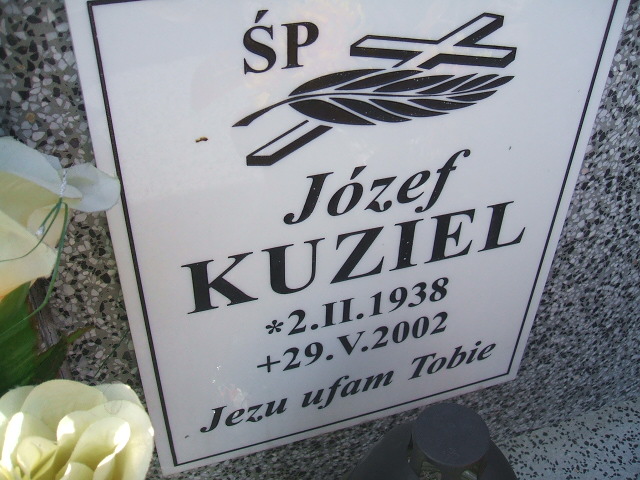 ŚP
Józef
KUZIEL
*2.II.1938
+29.V.2002
Jezu ufam Tobie